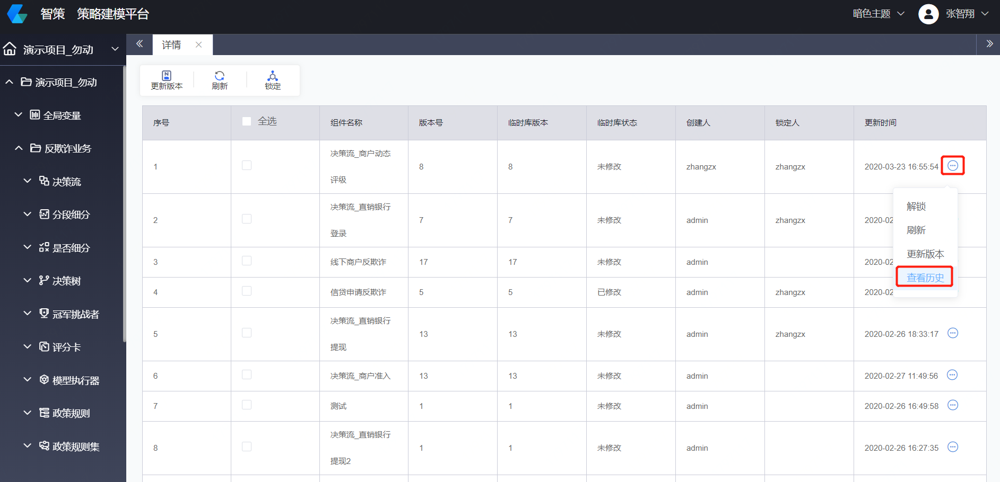 智策 策略建模平台
暗色主题
张智翔
演示项目_勿动
详情
演示项目_勿动
全局变量
反欺诈业务
决策流
分段细分
是否细分
决策树
冠军挑战者
评分卡
模型执行器
政策规则
政策规则集
更新版本 刷新 锁定
序号 全选 组件名称 版本号 临时库版本 临时库状态 创建人 锁定人 更新时间
1 决策流_商户动态 8 8 未修改 zhangzx zhangzx 2020-03-23 16:55:54
评级
2 决策流_直销银行 7 7 未修改 admin zhangzx 2020-02
登录
3 线下商户反欺诈 17 17 未修改 admin 2020-02
4 信贷申请反欺诈 5 5 已修改 admin zhangzx 2020-02
解锁
刷新
更新版本
查看历史
5 决策流_直销银行 13 13 未修改 admin zhangzx 2020-02-26 18:33:17
提现
6 决策流_商户准入 13 13 未修改 admin 2020-02-27 11:49:56
7 测试 1 1 未修改 admin 2020-02-26 16:49:58
8 决策流_直销银行 1 1 未修改 admin 2020-02-26 16:27:35
提现2